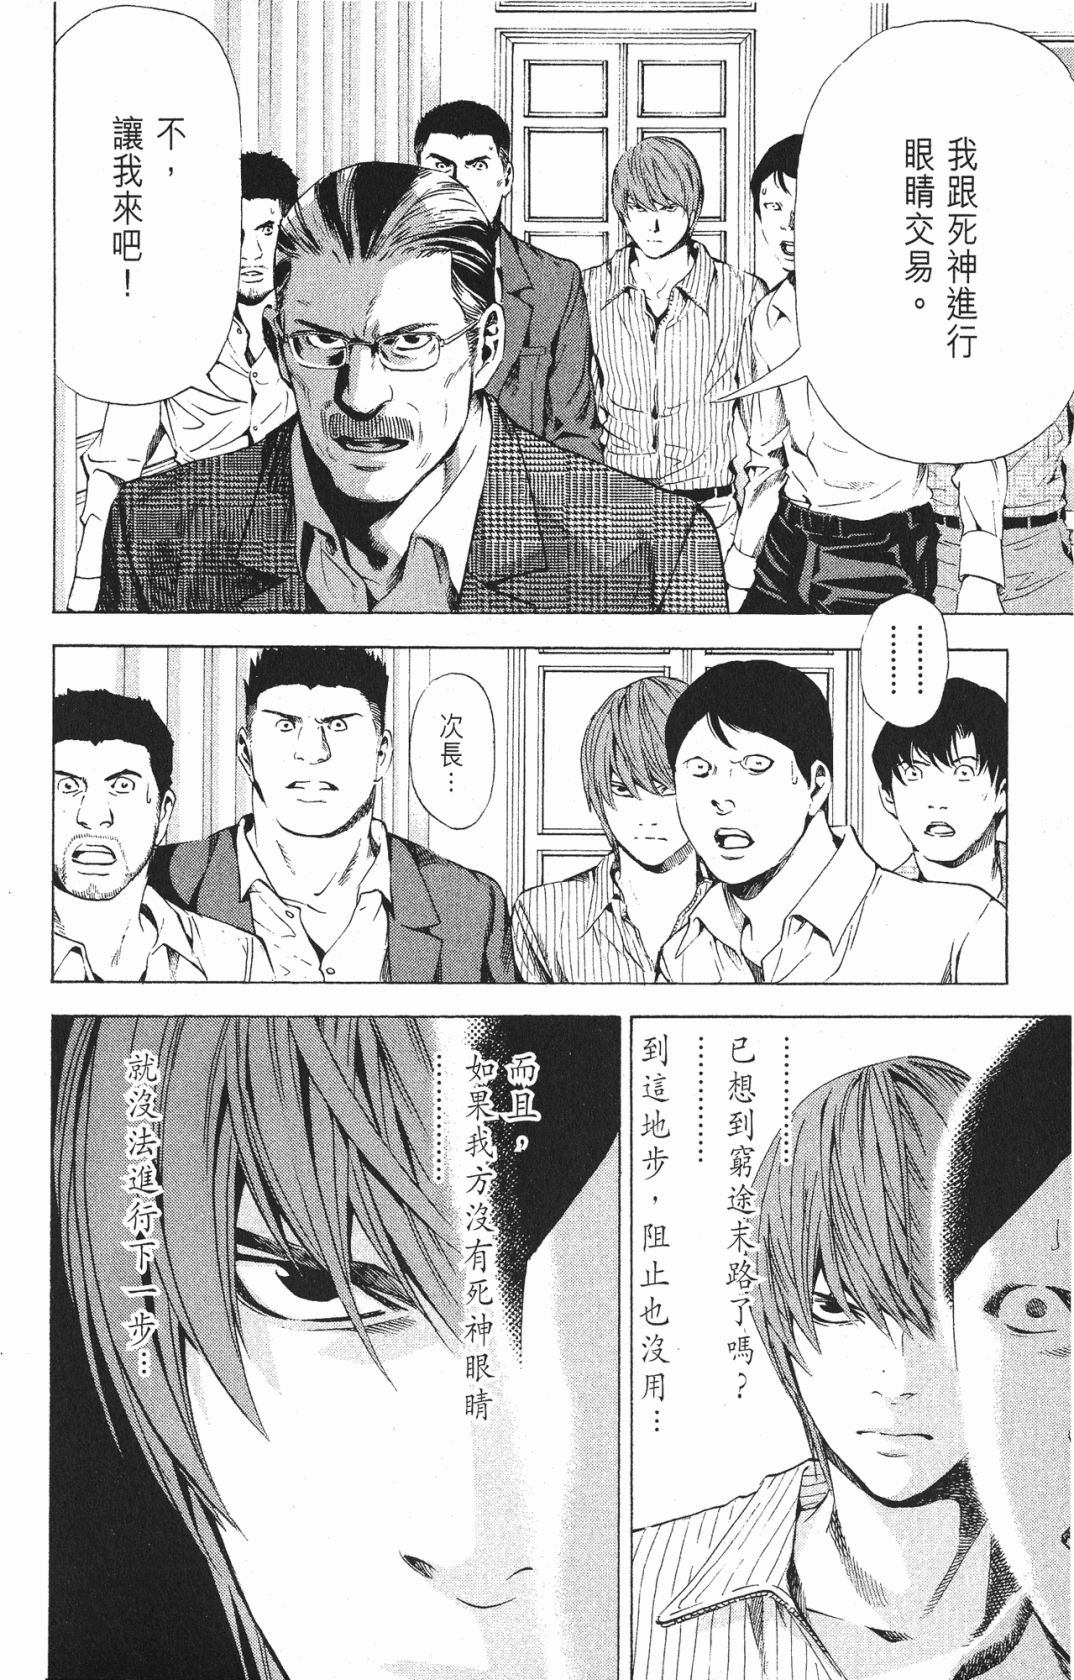 我跟死神進行
眼睛交易。
不，
讓我來吧！
………
………
次長…
………
已想到窮途末路了嗎？
………
到這地步，阻止也沒用…
而且，
如果我方沒有死神眼睛
………
就沒法進行下一步…